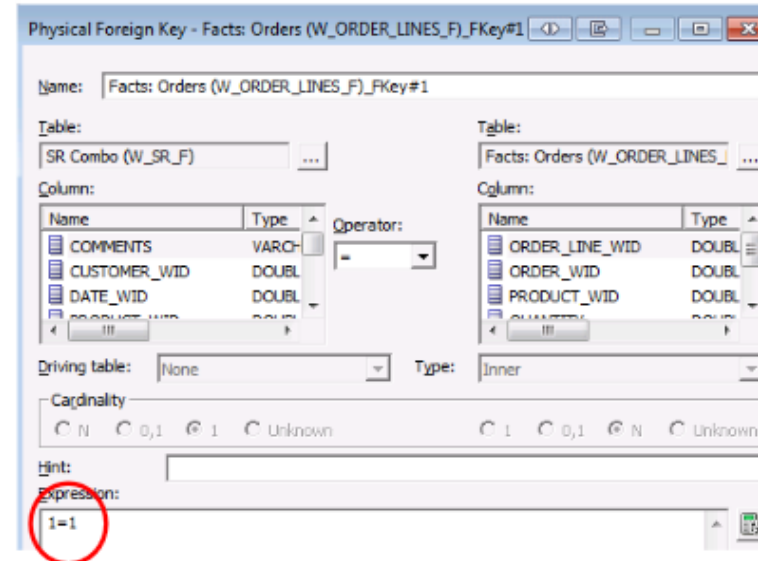 Physical Foreign Key - Facts: Orders (W_ORDER_LINES_F)_FKey#1
Name: Facts: Orders (W_ORDER_LINES_F)_FKey#1
Table: Table:
SR Combo (W_SR_F) ... Facts: Orders (W_ORDER_LINES_ ...
Column: Column:
Name Type Operator: Name Type
COMMENTS VARCH = ORDER_LINE_WID DOUBL
CUSTOMER_WID DOUBL ORDER_WID DOUBL
DATE_WID DOUBL PRODUCT_WID DOUBL
Driving table: None Type: Inner
Cardinality
N 0,1 1 Unknown 1 0,1 N Unknown
Hint:
Expression:
1=1